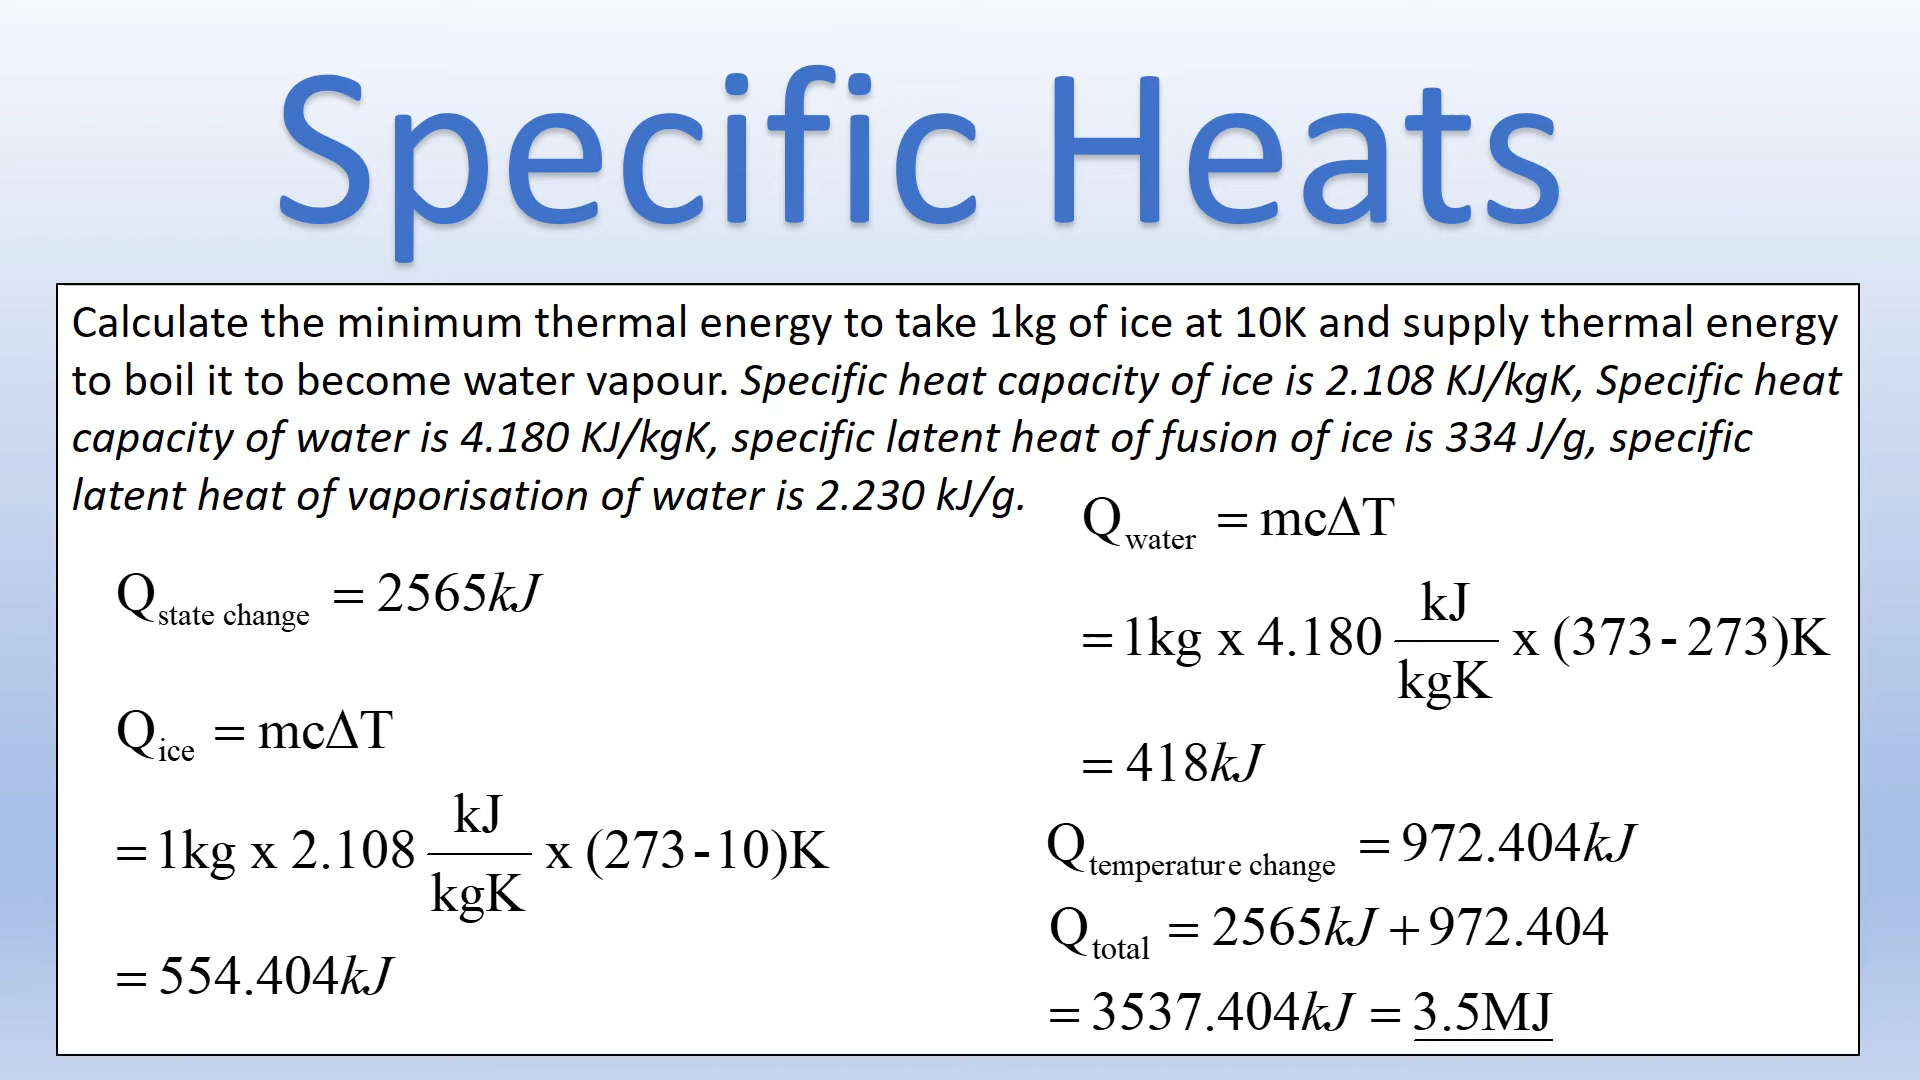 Specific Heats
Calculate the minimum thermal energy to take 1kg of ice at 10K and supply thermal energy
to boil it to become water vapour. Specific heat capacity of ice is 2.108 KJ/kgK, Specific heat
capacity of water is 4.180 KJ/kgK, specific latent heat of fusion of ice is 334 J/g, specific
latent heat of vaporisation of water is 2.230 kJ/g.
Q state change = 2565kJ
Q ice = mcΔT
= 1kg x 2.108 kJ/kgK x (273-10)K
= 554.404kJ
Q water = mcΔT
= 1kg x 4.180 kJ/kgK x (373-273)K
= 418kJ
Q temperature change = 972.404kJ
Q total = 2565kJ + 972.404
= 3537.404kJ = 3.5MJ